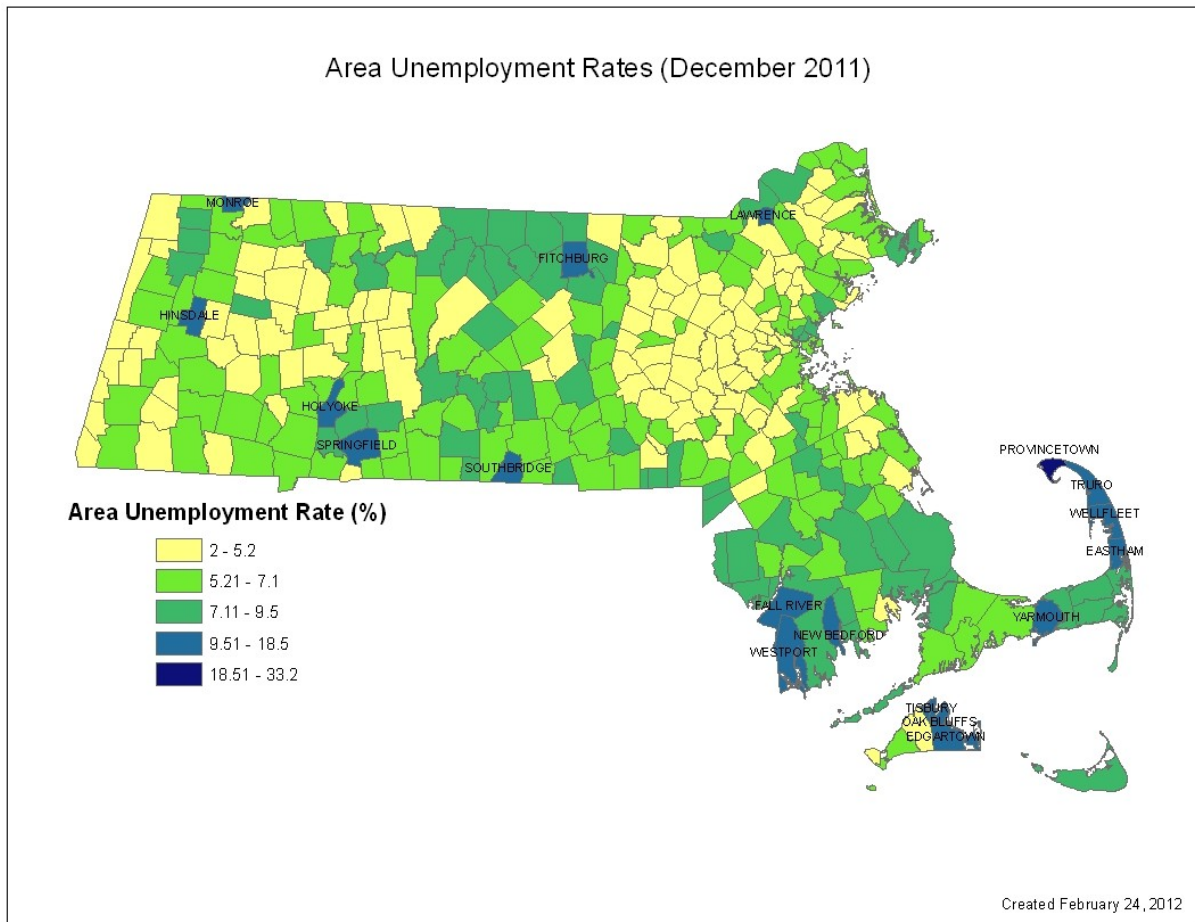 Area Unemployment Rates (December 2011)
MONROE
LAWRENCE
FITCHBURG
HINSDALE
HOLYOKE
SPRINGFIELD
SOUTHBRIDGE
PROVINCETOWN
TRURO
WELLFLEET
EASTHAM
Area Unemployment Rate (%)
2 - 5.2
5.21 - 7.1
7.11 - 9.5
9.51 - 18.5
18.51 - 33.2
FALL RIVER
YARMOUTH
NEW BEDFORD
WESTPORT
TISBURY
OAK BLUFFS
EDGARTOWN
Created February 24, 2012